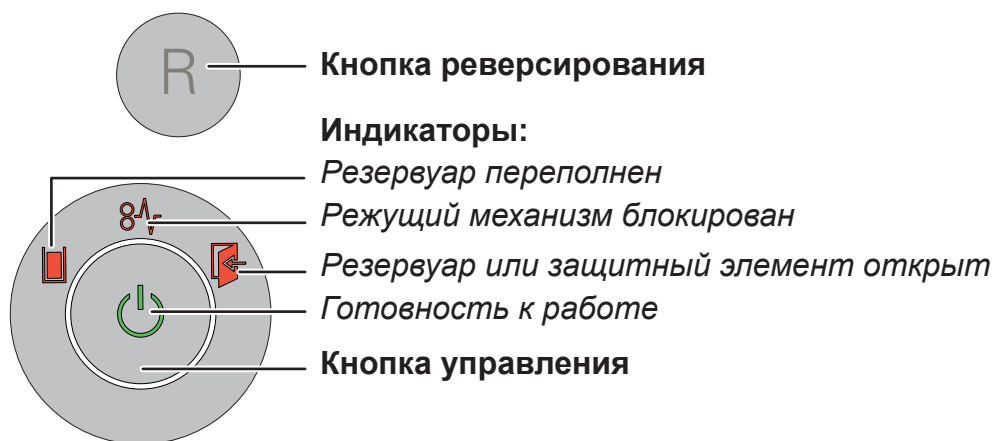 R
Кнопка реверсирования
Индикаторы:
Резервуар переполнен
Режущий механизм блокирован
Резервуар или защитный элемент открыт
Готовность к работе
Кнопка управления